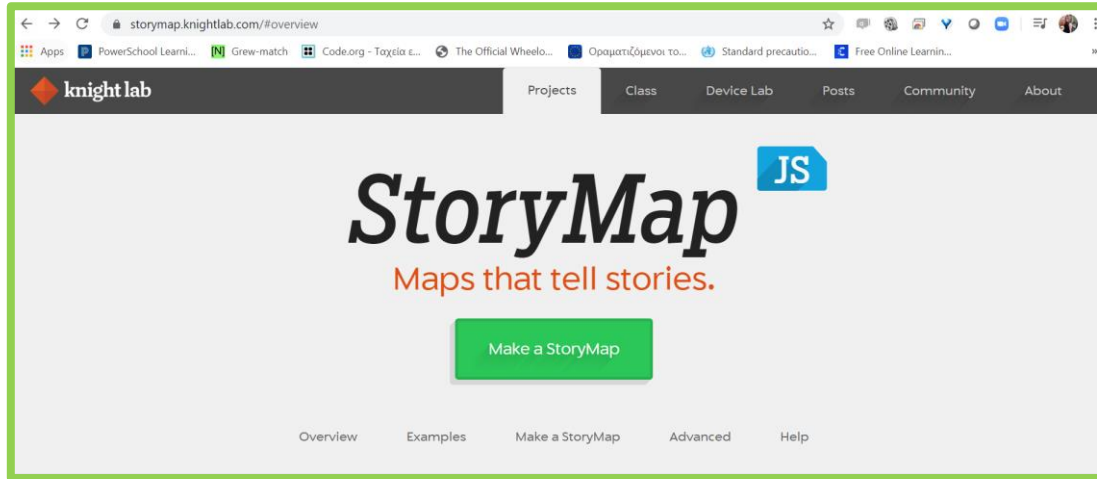 storymap.knightlab.com/#overview
Apps PowerSchool Learni... Grew-match Code.org - Ταχεία ε... The Official Wheelo... Οραματιζόμενοι το... Standard precautio... Free Online Learnin... »
knight lab Projects Class Device Lab Posts Community About
JS
StoryMap
Maps that tell stories.
Make a StoryMap
Overview Examples Make a StoryMap Advanced Help